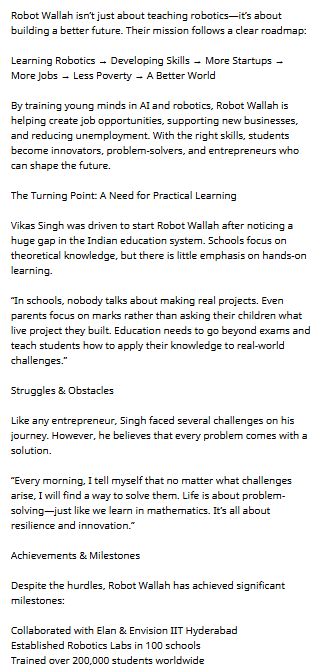 Robot Wallah isn’t just about teaching robotics—it’s about
building a better future. Their mission follows a clear roadmap:
Learning Robotics → Developing Skills → More Startups →
More Jobs → Less Poverty → A Better World
By training young minds in AI and robotics, Robot Wallah is
helping create job opportunities, supporting new businesses,
and reducing unemployment. With the right skills, students
become innovators, problem-solvers, and entrepreneurs who
can shape the future.
The Turning Point: A Need for Practical Learning
Vikas Singh was driven to start Robot Wallah after noticing a
huge gap in the Indian education system. Schools focus on
theoretical knowledge, but there is little emphasis on hands-on
learning.
“In schools, nobody talks about making real projects. Even
parents focus on marks rather than asking their children what
live project they built. Education needs to go beyond exams and
teach students how to apply their knowledge to real-world
challenges.”
Struggles & Obstacles
Like any entrepreneur, Singh faced several challenges on his
journey. However, he believes that every problem comes with a
solution.
“Every morning, I tell myself that no matter what challenges
arise, I will find a way to solve them. Life is about problem-
solving—just like we learn in mathematics. It’s all about
resilience and innovation.”
Achievements & Milestones
Despite the hurdles, Robot Wallah has achieved significant
milestones:
Collaborated with Elan & Envision IIT Hyderabad
Established Robotics Labs in 100 schools
Trained over 200,000 students worldwide